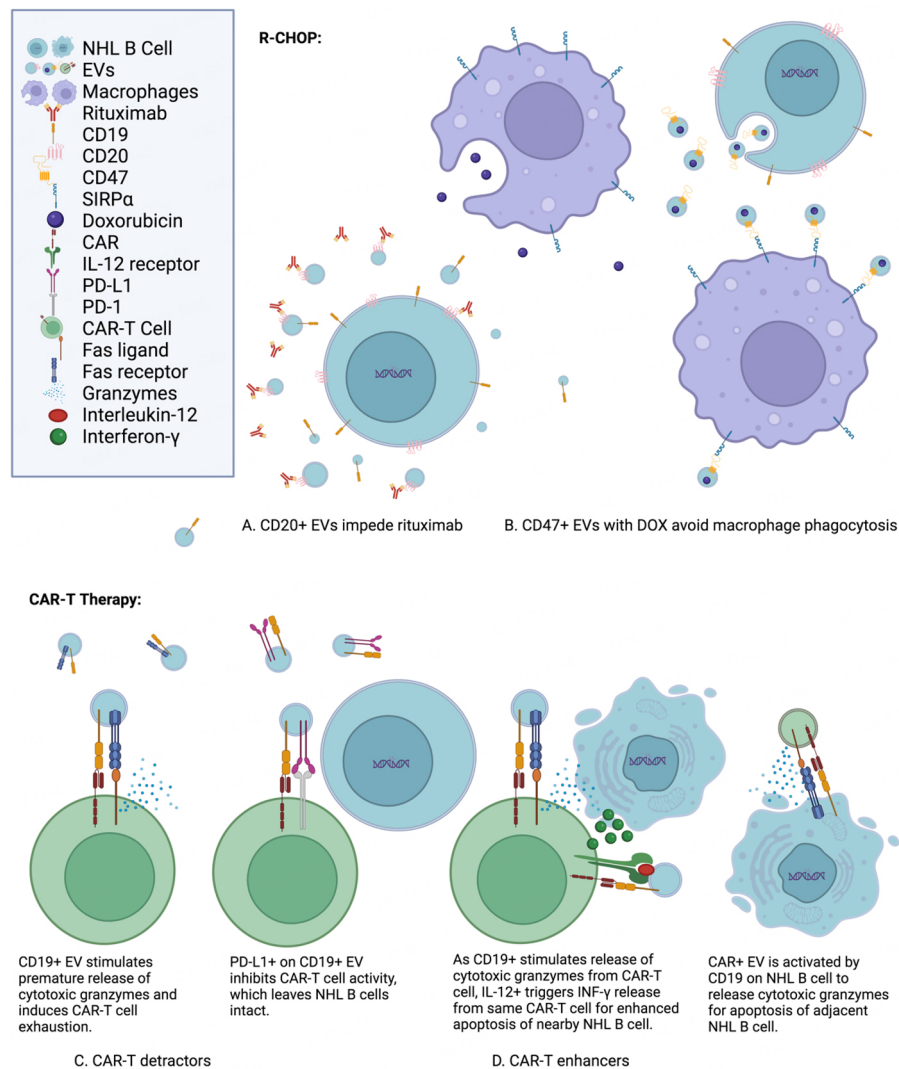 R-CHOP:
NHL B Cell
EVs
Macrophages
Rituximab
CD19
CD20
CD47
SIRPα
Doxorubicin
CAR
IL-12 receptor
PD-L1
PD-1
CAR-T Cell
Fas ligand
Fas receptor
Granzymes
Interleukin-12
Interferon-γ
A. CD20+ EVs impede rituximab
B. CD47+ EVs with DOX avoid macrophage phagocytosis
CAR-T Therapy:
CD19+ EV stimulates
premature release of
cytotoxic granzymes and
induces CAR-T cell
exhaustion.
PD-L1+ on CD19+ EV
inhibits CAR-T cell activity,
which leaves NHL B cells
intact.
As CD19+ stimulates release of
cytotoxic granzymes from CAR-T
cell, IL-12+ triggers INF-γ release
from same CAR-T cell for enhanced
apoptosis of nearby NHL B cell.
CAR+ EV is activated by
CD19 on NHL B cell to
release cytotoxic granzymes
for apoptosis of adjacent
NHL B cell.
C. CAR-T detractors
D. CAR-T enhancers